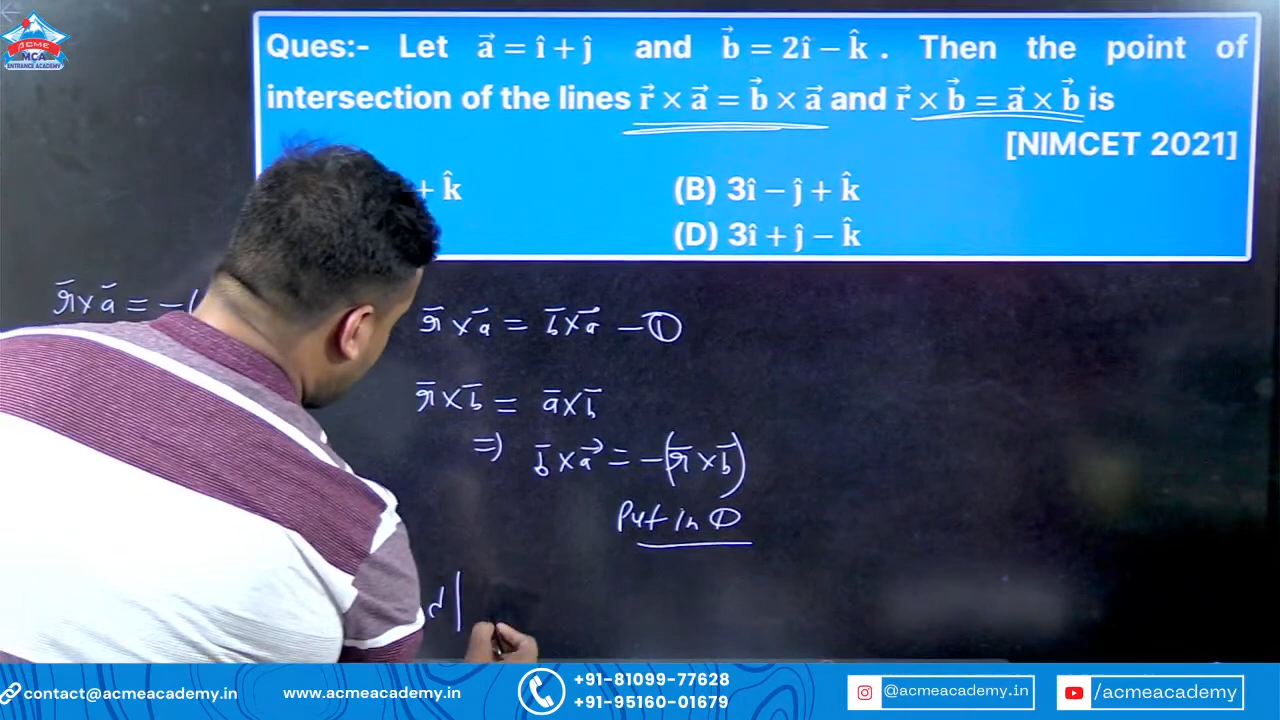 ACME
MCA
ENTRANCE ACADEMY
Ques:- Let a⃗ = î + ĵ and b⃗ = 2î − k̂ . Then the point of
intersection of the lines r⃗ × a⃗ = b⃗ × a⃗ and r⃗ × b⃗ = a⃗ × b⃗ is
[NIMCET 2021]
+ k̂ (B) 3î − ĵ + k̂
(D) 3î + ĵ − k̂
r̄ × ā = −(
r̄ × ā = b̄ × a⃗ − ①
r̄ × b̄ = ā × b̄
⇒ b̄ × a⃗ = −(r̄ × b̄)
Put in ①
contact@acmeacademy.in
www.acmeacademy.in
+91-81099-77628
+91-95160-01679
@acmeacademy.in
/acmeacademy